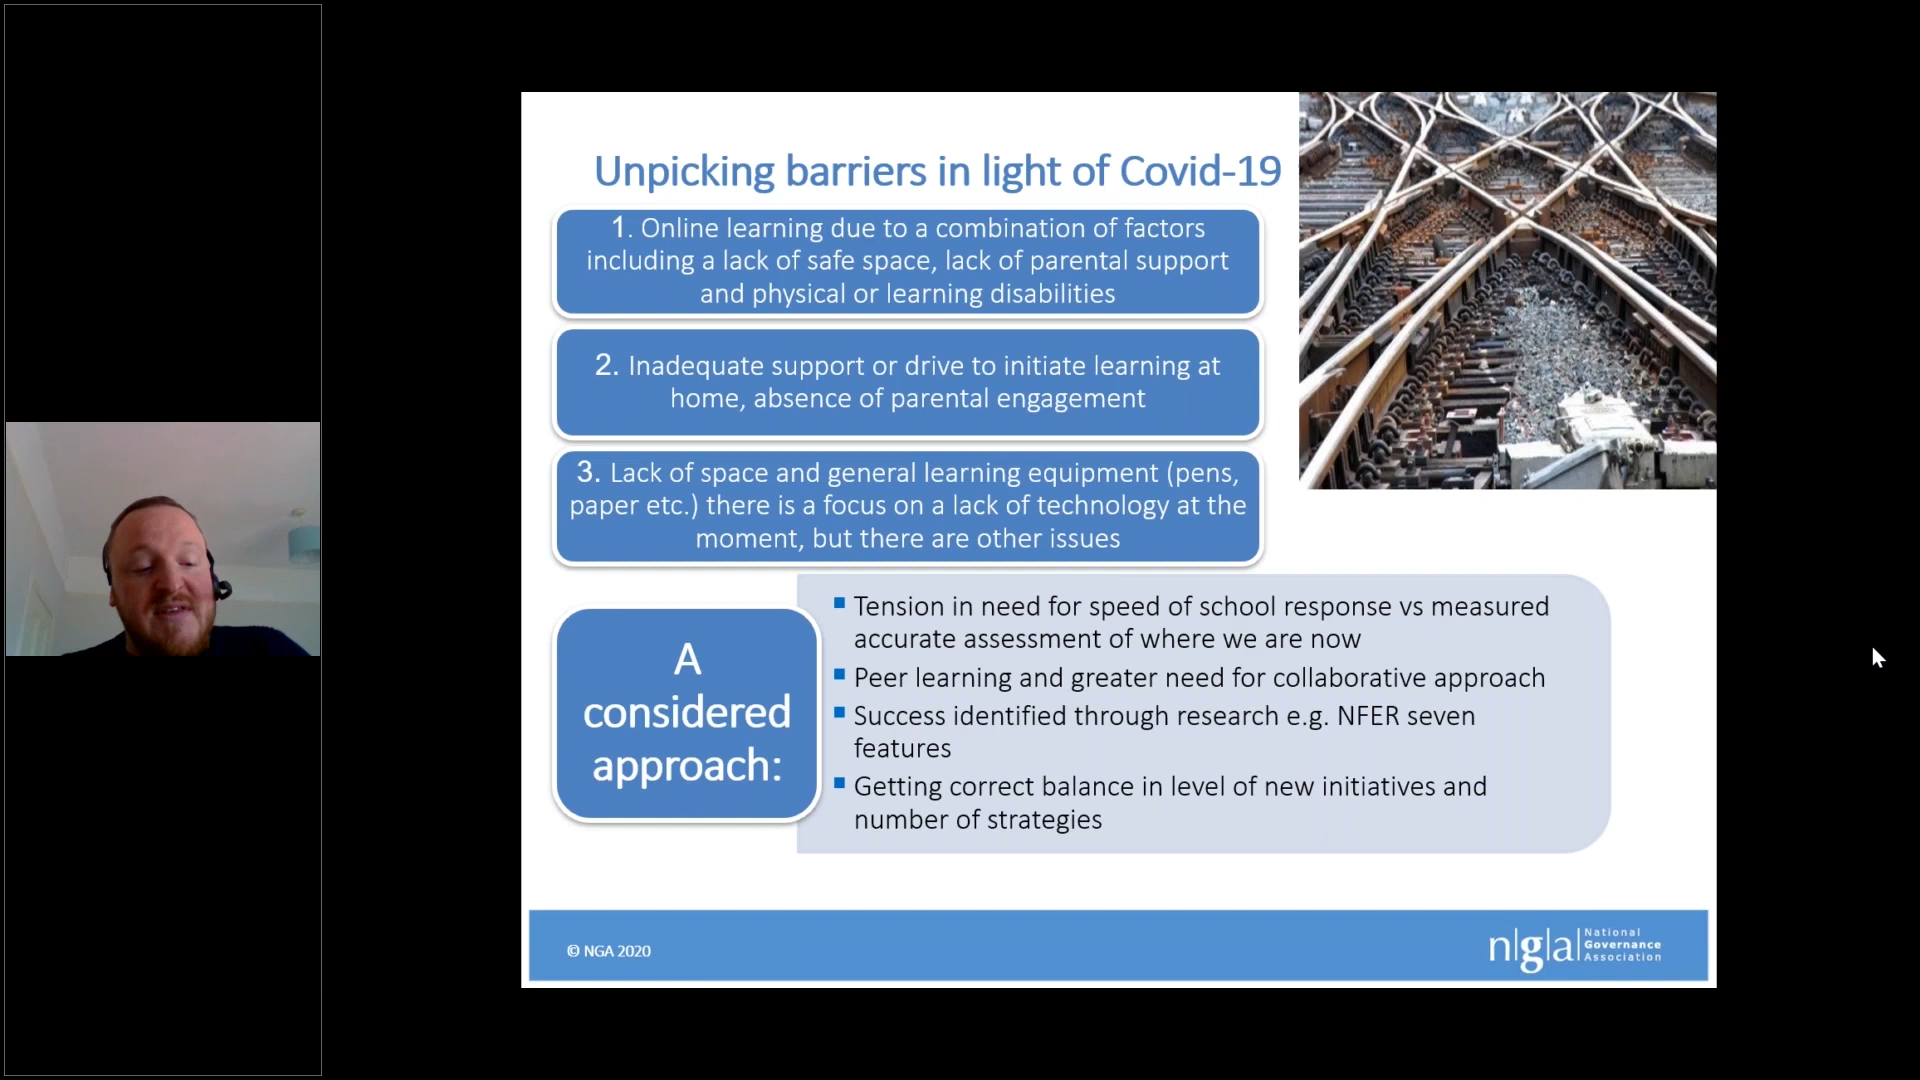 Unpicking barriers in light of Covid-19
1. Online learning due to a combination of factors
including a lack of safe space, lack of parental support
and physical or learning disabilities
2. Inadequate support or drive to initiate learning at
home, absence of parental engagement
3. Lack of space and general learning equipment (pens,
paper etc.) there is a focus on a lack of technology at the
moment, but there are other issues
A
considered
approach:
▪ Tension in need for speed of school response vs measured
accurate assessment of where we are now
▪ Peer learning and greater need for collaborative approach
▪ Success identified through research e.g. NFER seven
features
▪ Getting correct balance in level of new initiatives and
number of strategies
© NGA 2020
n|g|a|
National
Governance
Association